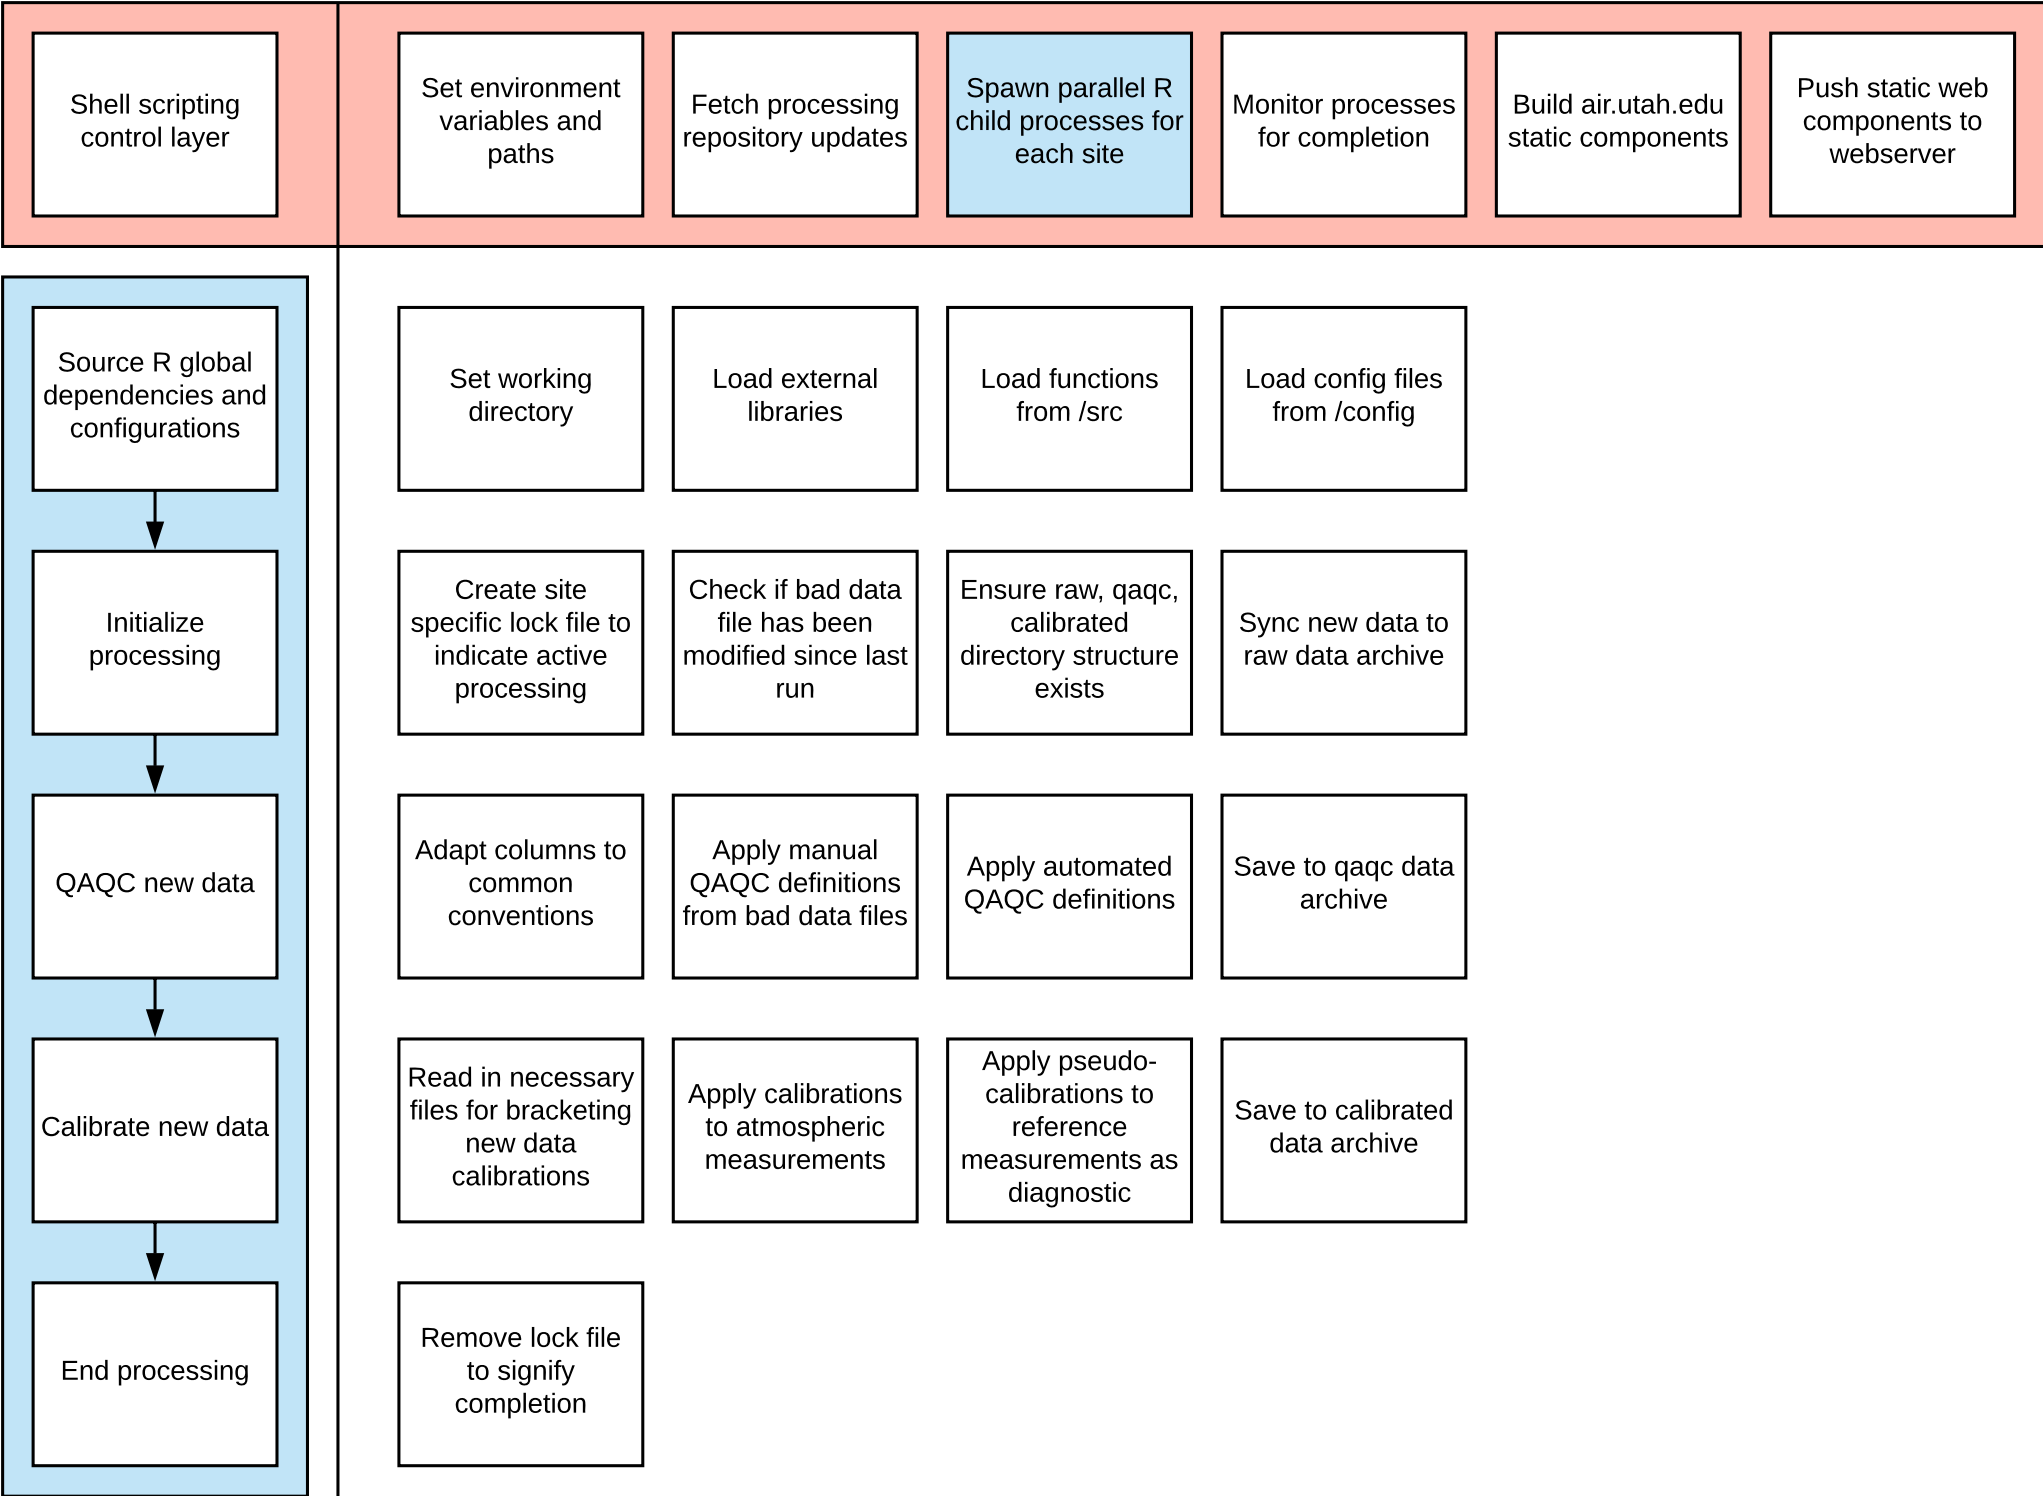 Shell scripting
control layer
Set environment
variables and
paths
Fetch processing
repository updates
Spawn parallel R
child processes for
each site
Monitor processes
for completion
Build air.utah.edu
static components
Push static web
components to
webserver
Source R global
dependencies and
configurations
Set working
directory
Load external
libraries
Load functions
from /src
Load config files
from /config
Initialize
processing
Create site
specific lock file to
indicate active
processing
Check if bad data
file has been
modified since last
run
Ensure raw, qaqc,
calibrated
directory structure
exists
Sync new data to
raw data archive
QAQC new data
Adapt columns to
common
conventions
Apply manual
QAQC definitions
from bad data files
Apply automated
QAQC definitions
Save to qaqc data
archive
Calibrate new data
Read in necessary
files for bracketing
new data
calibrations
Apply calibrations
to atmospheric
measurements
Apply pseudo-
calibrations to
reference
measurements as
diagnostic
Save to calibrated
data archive
End processing
Remove lock file
to signify
completion